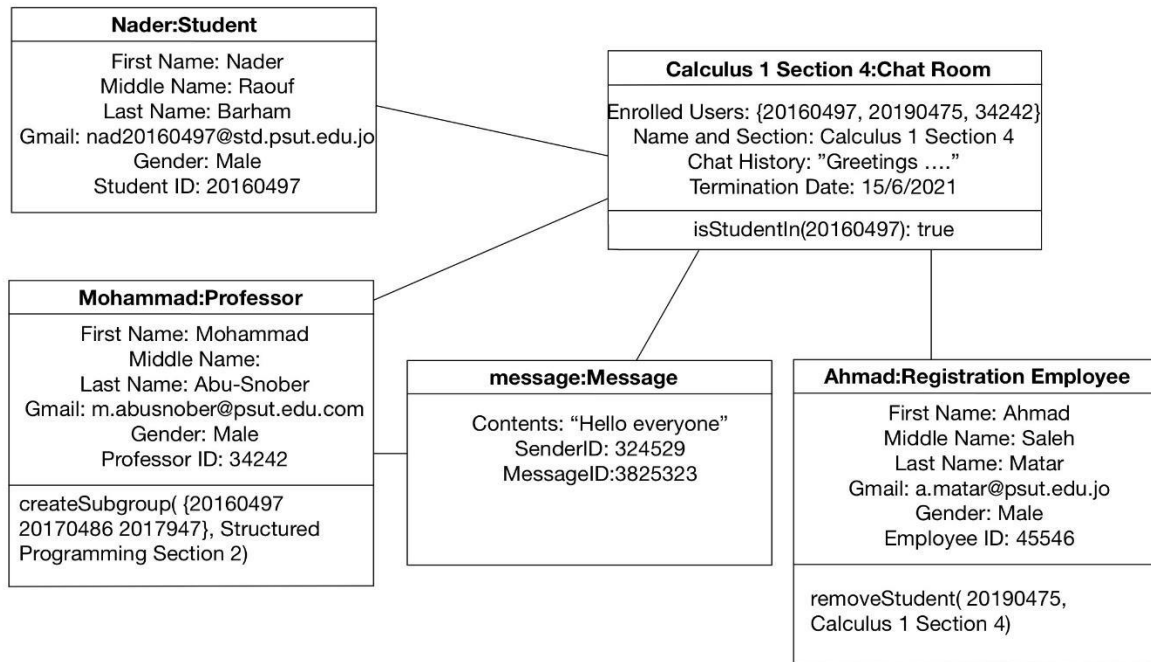 Nader:Student
First Name: Nader
Middle Name: Raouf
Last Name: Barham
Gmail: nad20160497@std.psut.edu.jo
Gender: Male
Student ID: 20160497
Calculus 1 Section 4:Chat Room
Enrolled Users: {20160497, 20190475, 34242}
Name and Section: Calculus 1 Section 4
Chat History: ”Greetings ....”
Termination Date: 15/6/2021
isStudentIn(20160497): true
Mohammad:Professor
First Name: Mohammad
Middle Name:
Last Name: Abu-Snober
Gmail: m.abusnober@psut.edu.com
Gender: Male
Professor ID: 34242
createSubgroup( {20160497
20170486 2017947}, Structured
Programming Section 2)
message:Message
Contents: “Hello everyone”
SenderID: 324529
MessageID:3825323
Ahmad:Registration Employee
First Name: Ahmad
Middle Name: Saleh
Last Name: Matar
Gmail: a.matar@psut.edu.jo
Gender: Male
Employee ID: 45546
removeStudent( 20190475,
Calculus 1 Section 4)